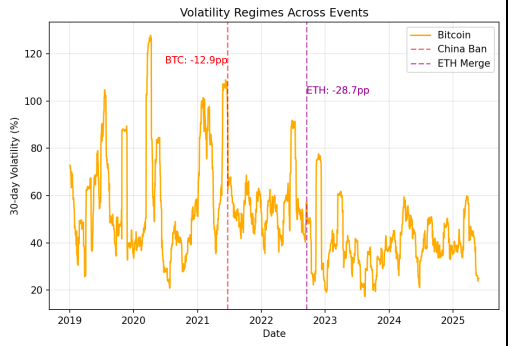 Volatility Regimes Across Events
30-day Volatility (%)
120
100
80
60
40
20
BTC: -12.9pp
ETH: -28.7pp
Bitcoin
China Ban
ETH Merge
2019
2020
2021
2022
2023
2024
2025
Date